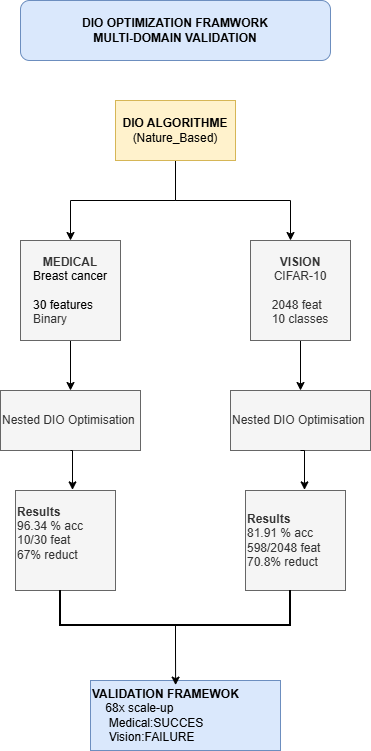 DIO OPTIMIZATION FRAMWORK
MULTI-DOMAIN VALIDATION
DIO ALGORITHME
(Nature_Based)
MEDICAL
Breast cancer
30 features
Binary
VISION
CIFAR-10
2048 feat
10 classes
Nested DIO Optimisation
Nested DIO Optimisation
Results
96.34 % acc
10/30 feat
67% reduct
Results
81.91 % acc
598/2048 feat
70.8% reduct
VALIDATION FRAMEWOK
68x scale-up
Medical:SUCCES
Vision:FAILURE